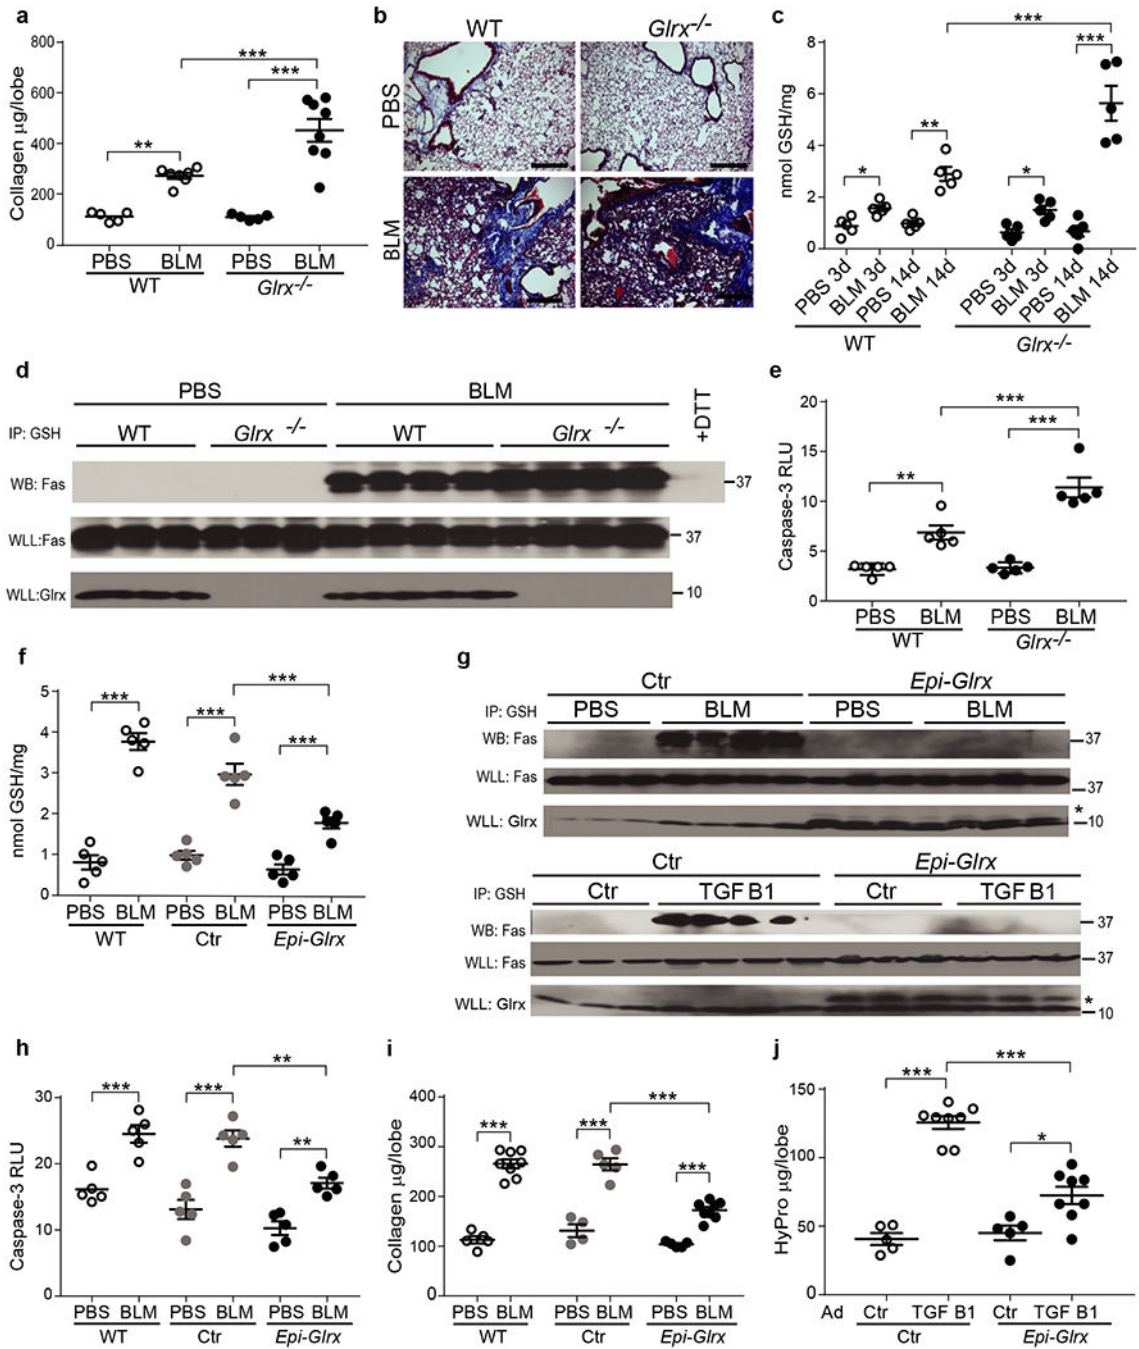 a
Collagen µg/lobe
800
600
400
200
0
**
***
***
PBS BLM PBS BLM
WT Glrx-/-
b
WT Glrx-/-
PBS
BLM
c
nmol GSH/mg
8
6
4
2
0
***
***
**
*
*
PBS 3d BLM 3d PBS 14d BLM 14d PBS 3d BLM 3d PBS 14d BLM 14d
WT Glrx-/-
d
PBS BLM +DTT
IP: GSH WT Glrx -/- WT Glrx -/-
WB: Fas 37
WLL:Fas 37
WLL:Glrx 10
e
Caspase-3 RLU
20
15
10
5
0
***
***
**
PBS BLM PBS BLM
WT Glrx-/-
f
nmol GSH/mg
5
4
3
2
1
0
***
***
***
***
PBS BLM PBS BLM PBS BLM
WT Ctr Epi-Glrx
g
Ctr Epi-Glrx
IP: GSH PBS BLM PBS BLM
WB: Fas 37
WLL: Fas 37
WLL: Glrx * 10
Ctr Epi-Glrx
IP: GSH Ctr TGF B1 Ctr TGF B1
WB: Fas 37
WLL: Fas 37
WLL: Glrx * 10
h
Caspase-3 RLU
30
20
10
0
***
***
**
**
PBS BLM PBS BLM PBS BLM
WT Ctr Epi-Glrx
i
Collagen µg/lobe
400
300
200
100
0
***
***
***
***
PBS BLM PBS BLM PBS BLM
WT Ctr Epi-Glrx
j
HyPro µg/lobe
150
100
50
0
***
***
*
Ad Ctr TGF B1 Ctr TGF B1
Ctr Epi-Glrx